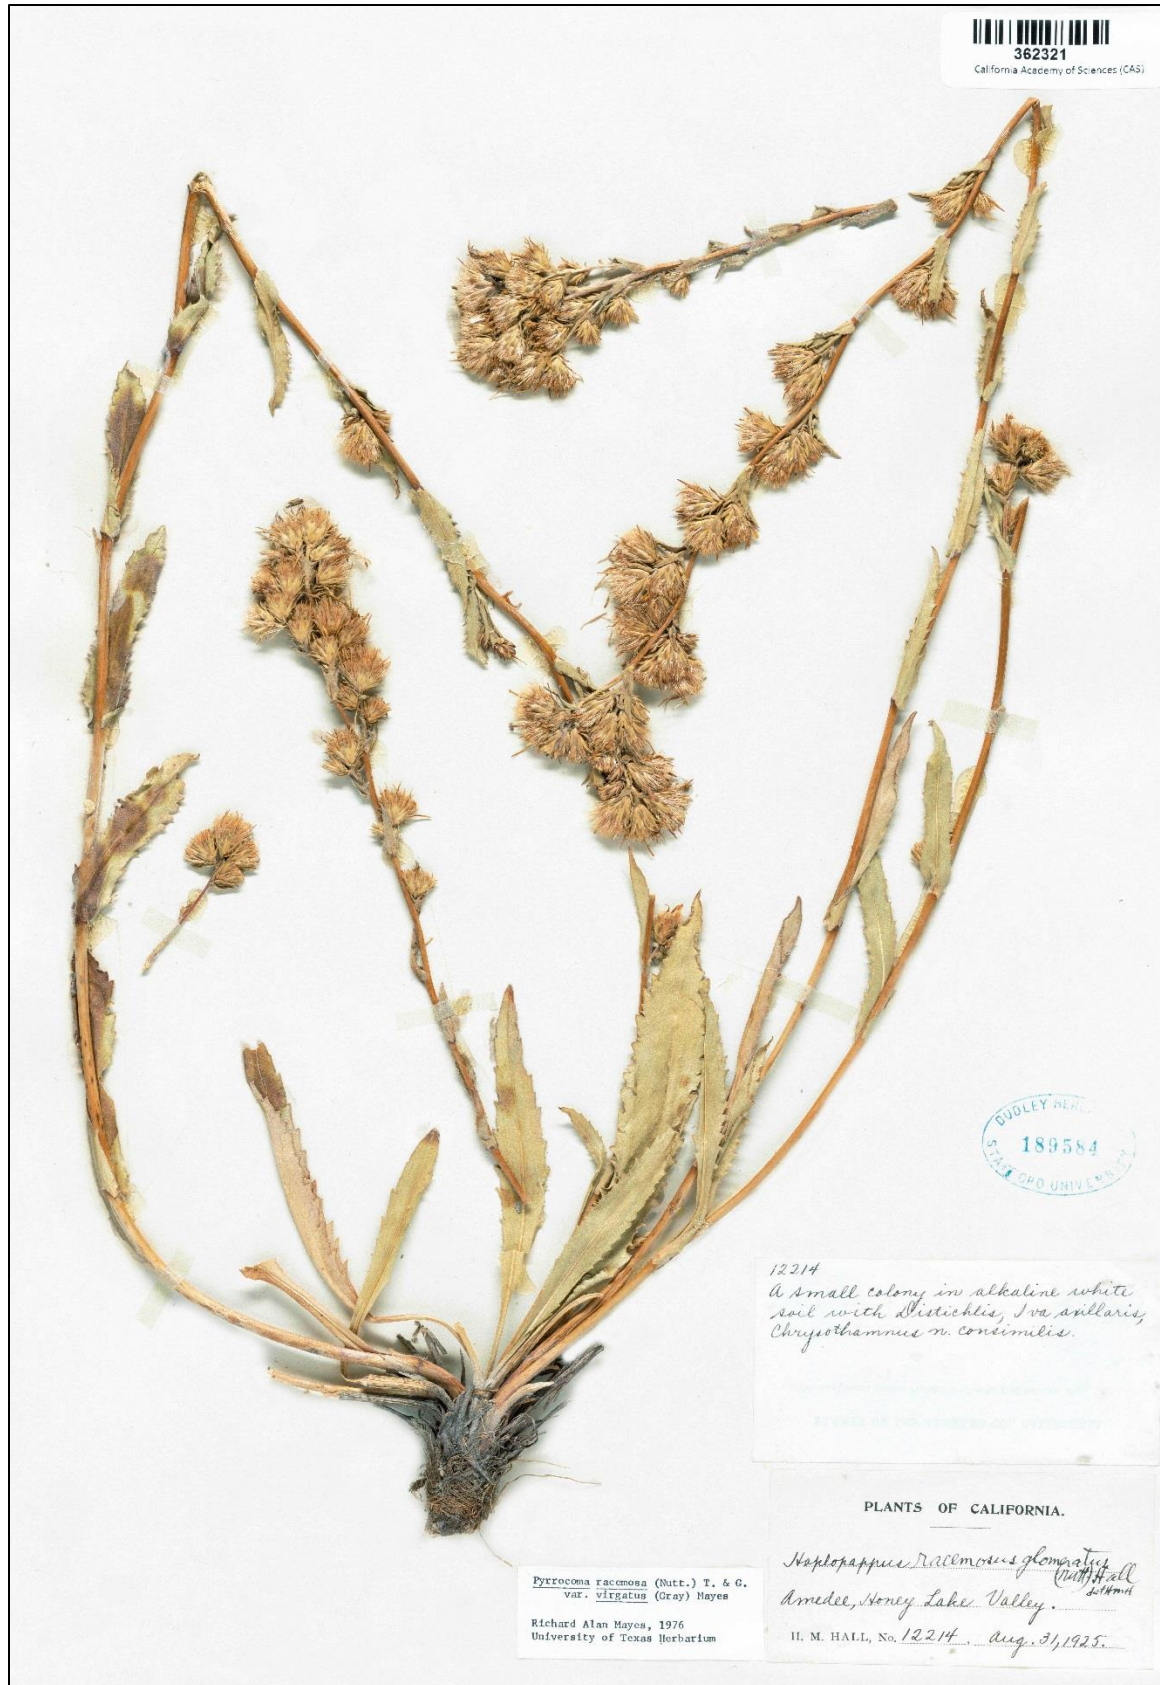 362321
California Academy of Sciences (CAS)
DUDLEY
189584
STANFORD UNIVERSITY
12214
A small colony in alkaline white
soil with Distichlis, Iva axillaris,
Chrysothamnus n. consimilis.
PLANTS OF CALIFORNIA.
Haplopappus racemosus glomeratus
(Nutt.) Hall
Amedee, Honey Lake Valley.
H. M. HALL, No. 12214. Aug. 31, 1925.
Pyrrocoma racemosa (Nutt.) T. & G.
var. virgatus (Gray) Mayes
Richard Alan Mayes, 1976
University of Texas Herbarium